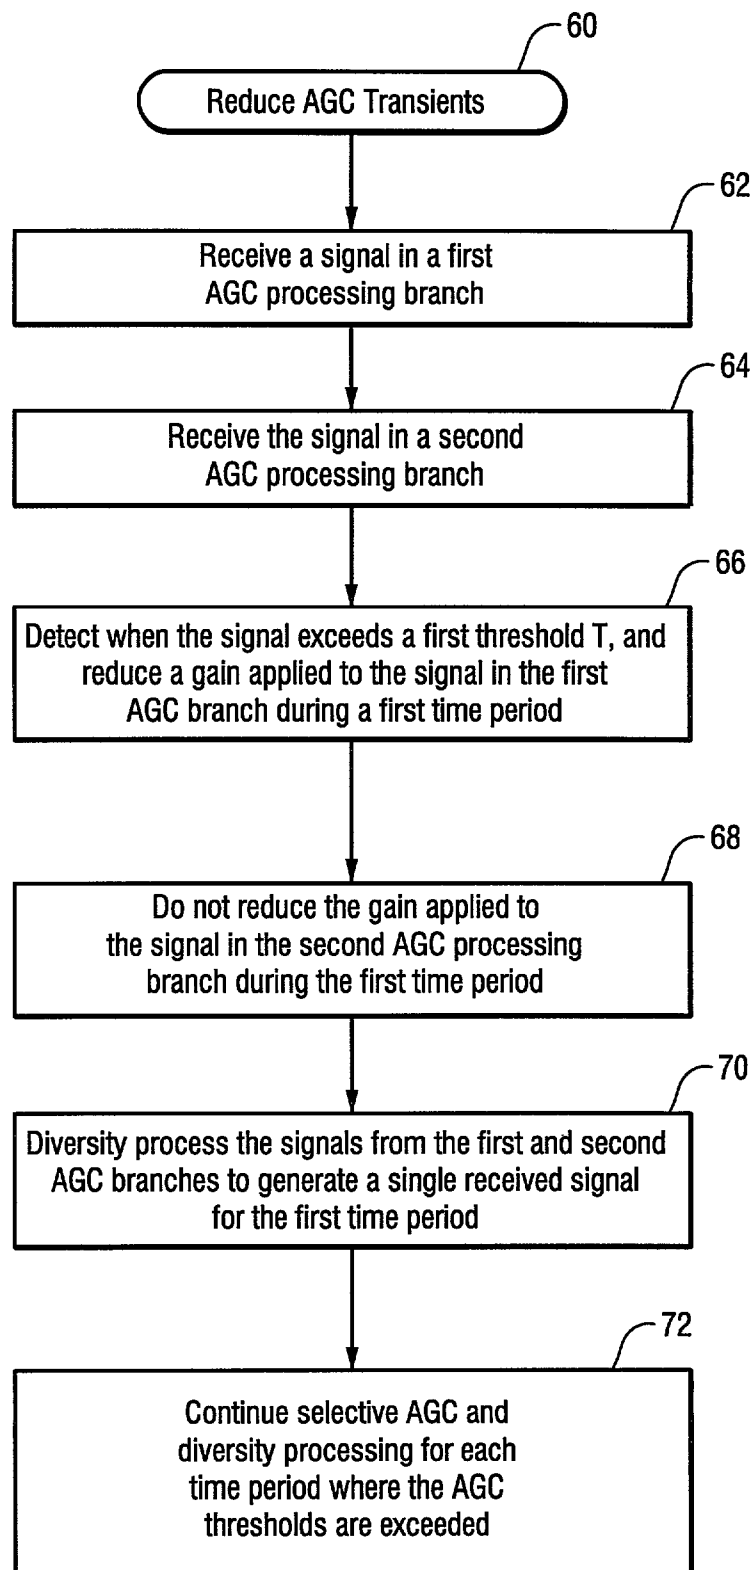 60
Reduce AGC Transients
62
Receive a signal in a first
AGC processing branch
64
Receive the signal in a second
AGC processing branch
66
Detect when the signal exceeds a first threshold T, and
reduce a gain applied to the signal in the first
AGC branch during a first time period
68
Do not reduce the gain applied to
the signal in the second AGC processing
branch during the first time period
70
Diversity process the signals from the first and second
AGC branches to generate a single received signal
for the first time period
72
Continue selective AGC and
diversity processing for each
time period where the AGC
thresholds are exceeded